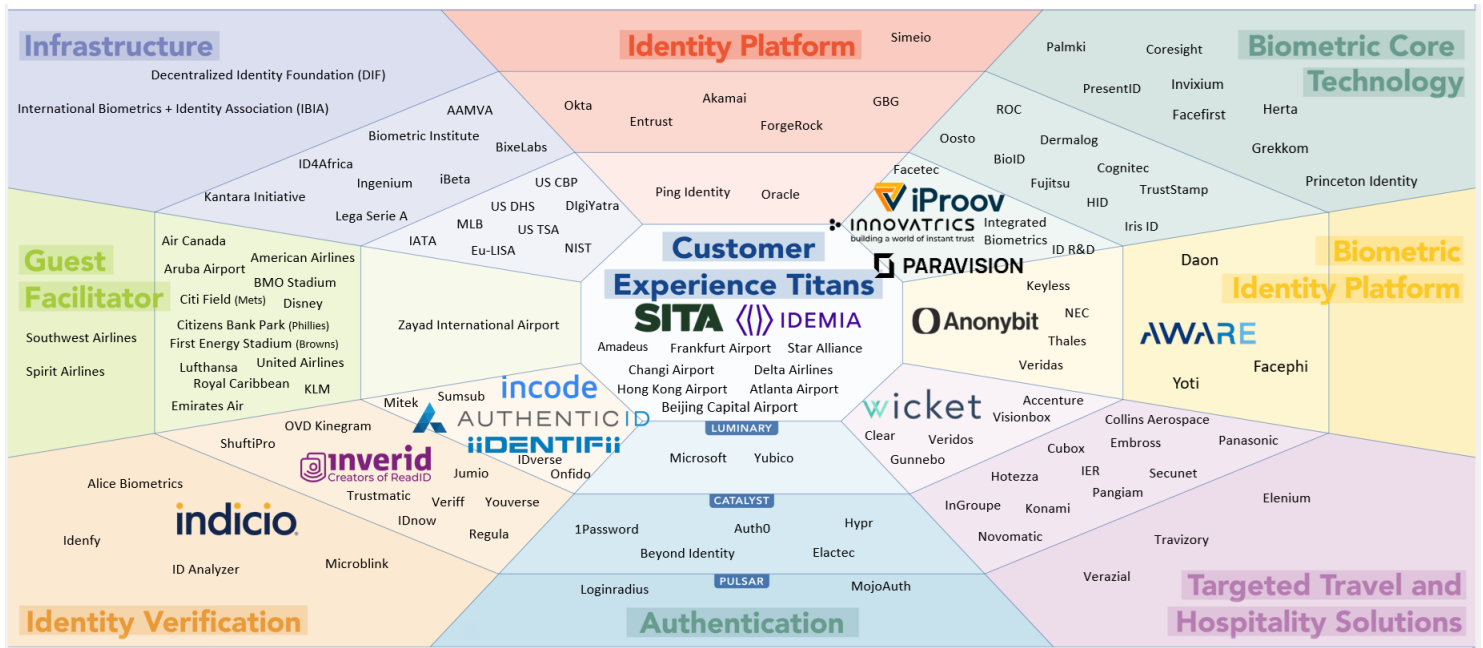 Infrastructure
Decentralized Identity Foundation (DIF)
International Biometrics + Identity Association (IBIA)
AAMVA
Biometric Institute
BixeLabs
ID4Africa
Ingenium
iBeta
Kantara Initiative
Lega Serie A
US CBP
US DHS
DIgiYatra
MLB
US TSA
IATA
Eu-LISA
NIST
Identity Platform
Simeio
Okta
Akamai
GBG
Entrust
ForgeRock
Ping Identity
Oracle
Biometric Core
Technology
Palmki
Coresight
PresentID
Invixium
Facefirst
Herta
Grekkom
Princeton Identity
ROC
Oosto
Dermalog
BioID
Cognitec
Fujitsu
TrustStamp
HID
Iris ID
Facetec
iProov
INNOVATRICS
building a world of instant trust
Integrated
Biometrics
ID R&D
PARAVISION
Guest
Facilitator
Southwest Airlines
Spirit Airlines
Air Canada
American Airlines
Aruba Airport
BMO Stadium
Citi Field (Mets)
Disney
Citizens Bank Park (Phillies)
First Energy Stadium (Browns)
Lufthansa
United Airlines
Royal Caribbean
KLM
Emirates Air
Zayad International Airport
Customer
Experience Titans
SITA
IDEMIA
Amadeus
Frankfurt Airport
Star Alliance
Changi Airport
Delta Airlines
Hong Kong Airport
Atlanta Airport
Beijing Capital Airport
Biometric
Identity Platform
Keyless
Anonybit
NEC
Thales
Veridas
Daon
AWARE
Facephi
Yoti
Mitek
Sumsub
incode
AUTHENTICID
iiDENTIFii
IDverse
Onfido
OVD Kinegram
ShuftiPro
inverid
Creators of ReadID
Jumio
Trustmatic
Veriff
Youverse
IDnow
Regula
Alice Biometrics
indicio
Idenfy
ID Analyzer
Microblink
Identity Verification
LUMINARY
Microsoft
Yubico
CATALYST
1Password
Auth0
Hypr
Beyond Identity
Elactec
PULSAR
Loginradius
MojoAuth
Authentication
wicket
Accenture
Visionbox
Clear
Veridos
Gunnebo
Collins Aerospace
Cubox
Embross
Panasonic
Hotezza
IER
Secunet
Pangiam
InGroupe
Konami
Novomatic
Elenium
Travizory
Verazial
Targeted Travel and
Hospitality Solutions